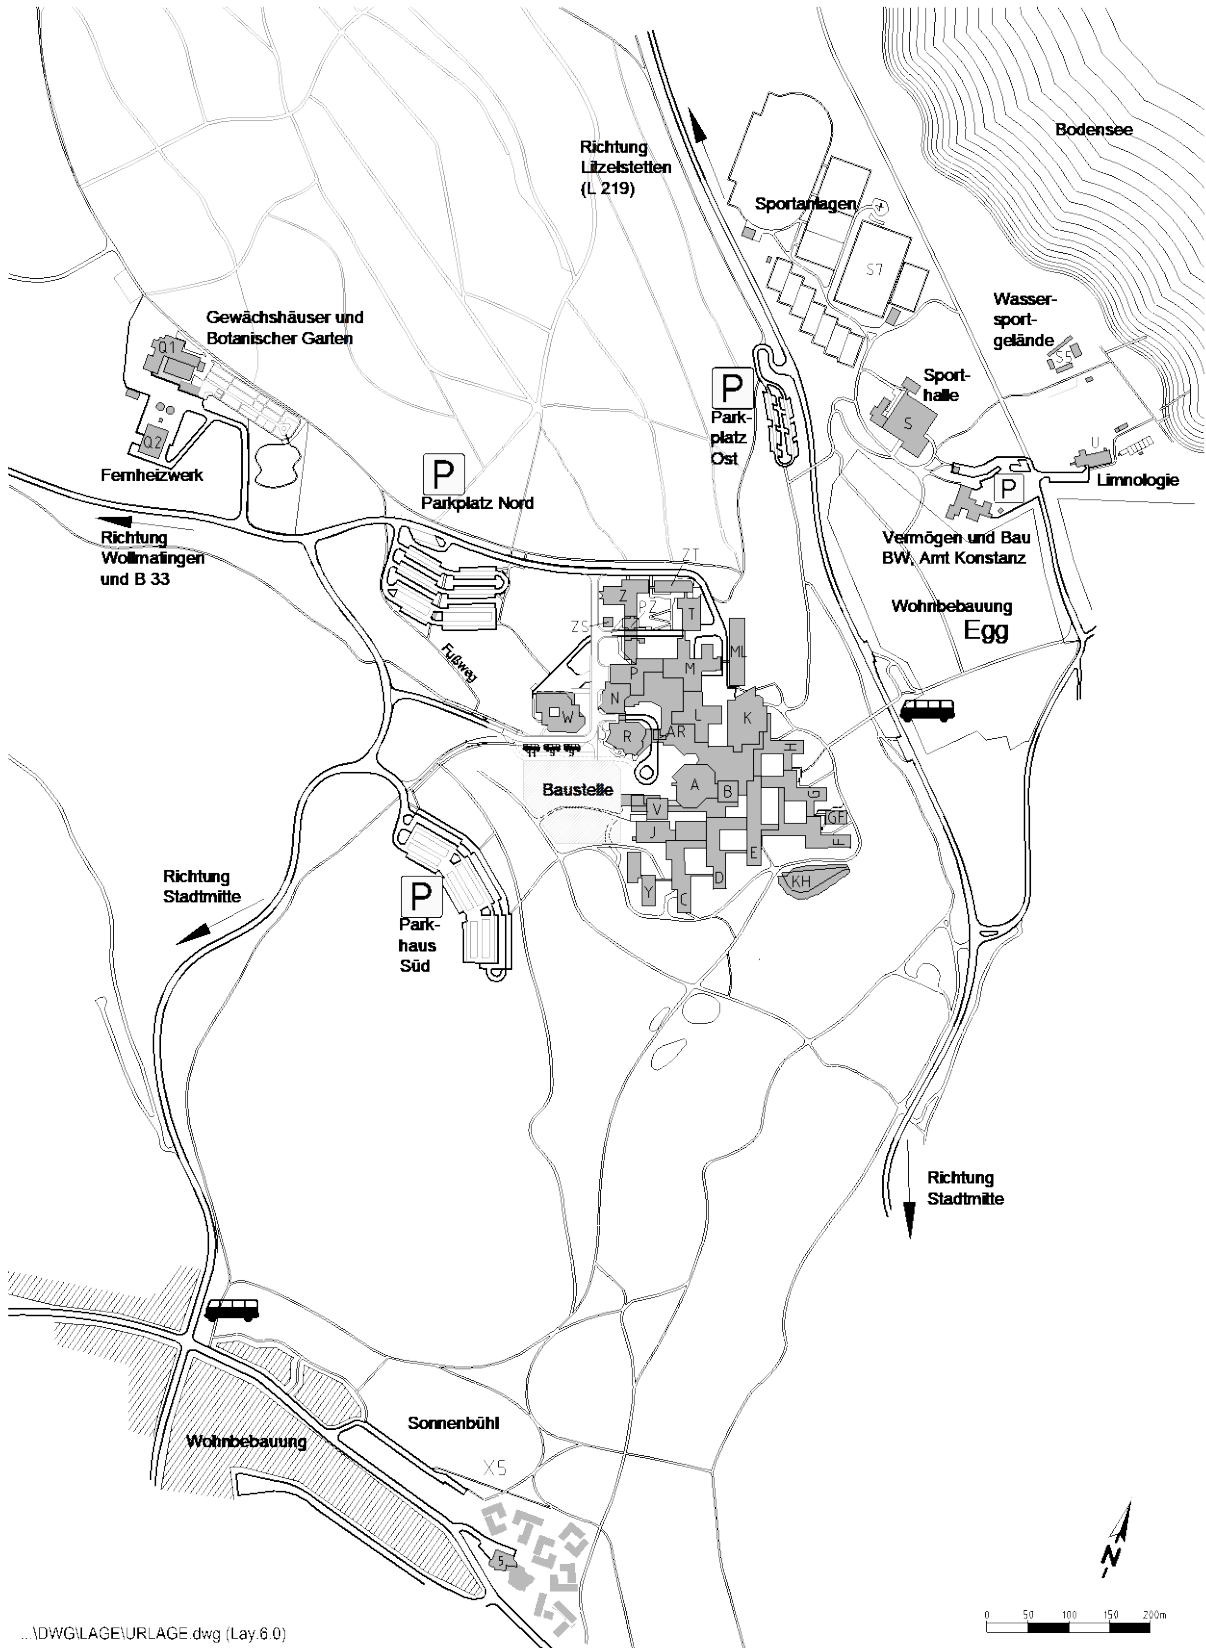 Bodensee
Richtung
Litzelstetten
(L 219)
Sportanlagen
S7
Wasser-
sport-
gelände
S5
Gewächshäuser und
Botanischer Garten
Q1
Q2
Fernheizwerk
P
Park-
platz
Ost
Sport-
halle
S
U
Limnologie
P
P
Parkplatz Nord
Richtung
Wollmatingen
und B 33
Vermögen und Bau
BW, Amt Konstanz
Wohnbebauung
Egg
ZT
Z
PZ
T
ZS
ML
Fußweg
P
M
N
W
L
K
R
AR
H
Baustelle
A
B
G
V
GFI
J
F
E
D
KH
Y
C
Richtung
Stadtmitte
P
Park-
haus
Süd
Richtung
Stadtmitte
Sonnenbühl
Wohnbebauung
X5
5
N
0 50 100 150 200m
...\DWG\LAGE\URLAGE.dwg (Lay.6.0)